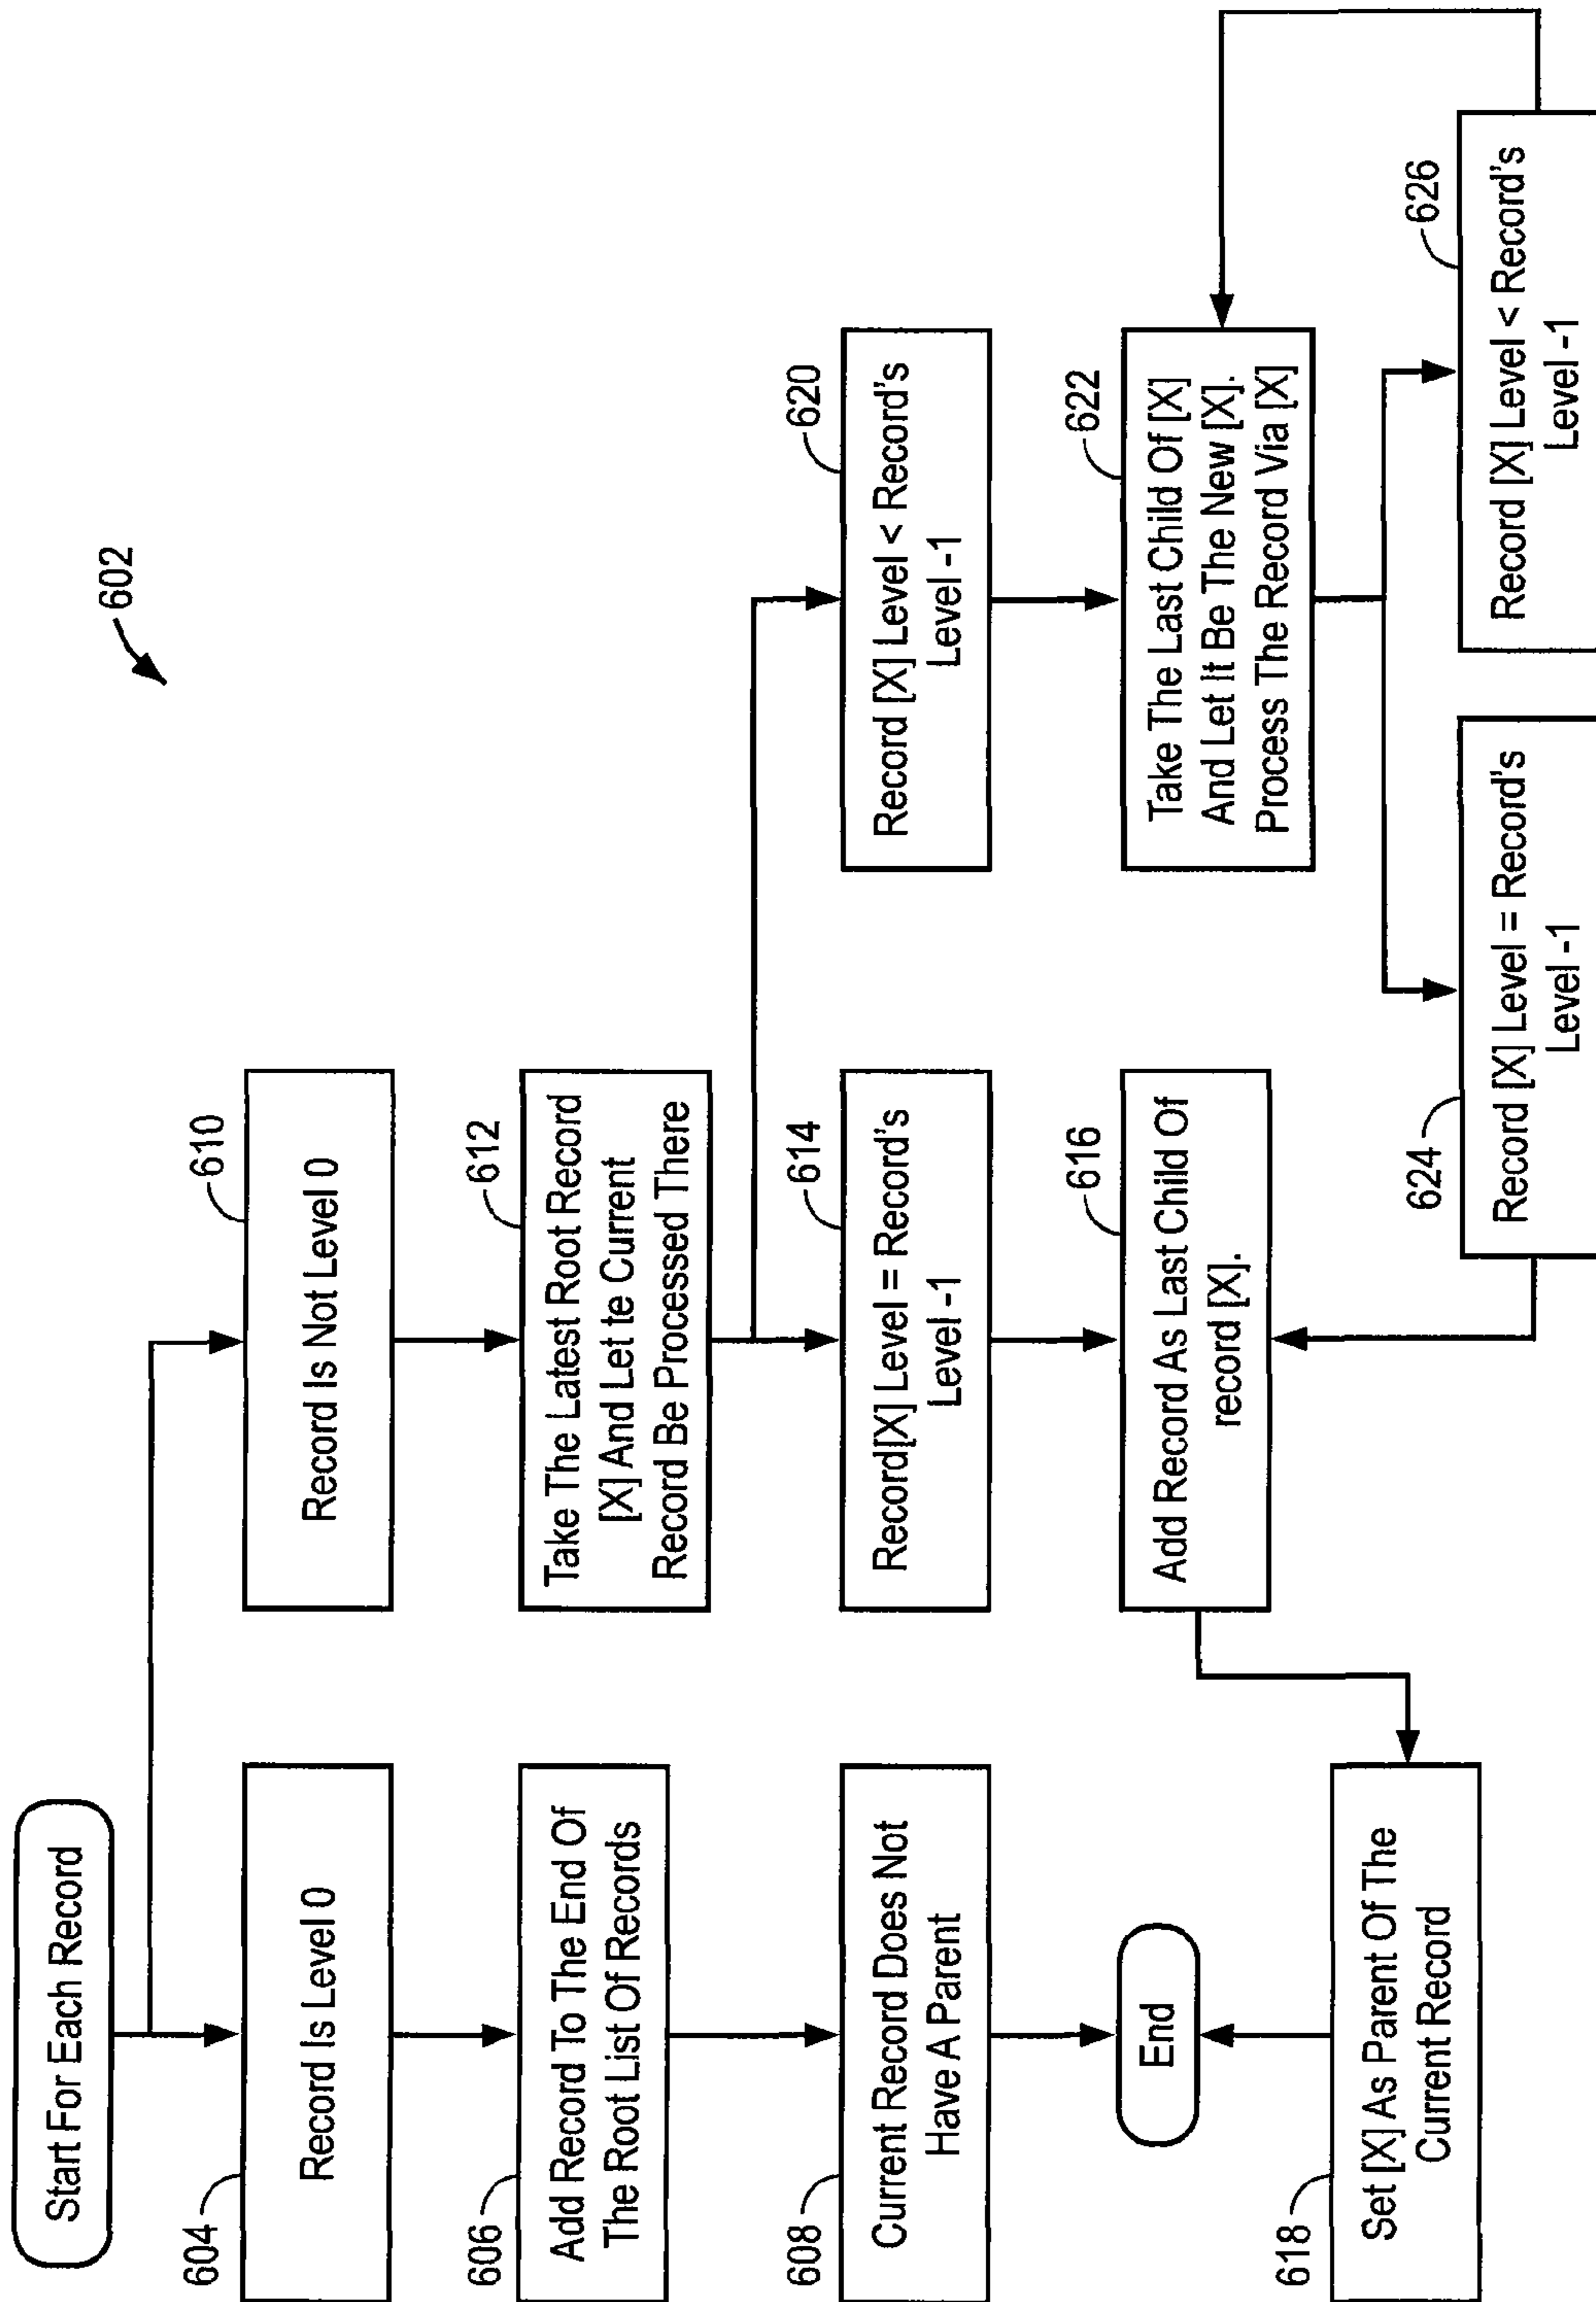 602
Start For Each Record
604
Record Is Level 0
606
Add Record To The End Of
The Root List Of Records
608
Current Record Does Not
Have A Parent
End
618
Set [X] As Parent Of The
Current Record
610
Record Is Not Level 0
612
Take The Latest Root Record
[X] And Let te Current
Record Be Processed There
614
Record[X] Level = Record's
Level -1
616
Add Record As Last Child Of
record [X].
620
Record [X] Level < Record's
Level -1
622
Take The Last Child Of [X]
And Let It Be The New [X].
Process The Record Via [X]
624
Record [X] Level = Record's
Level -1
626
Record [X] Level < Record's
Level -1